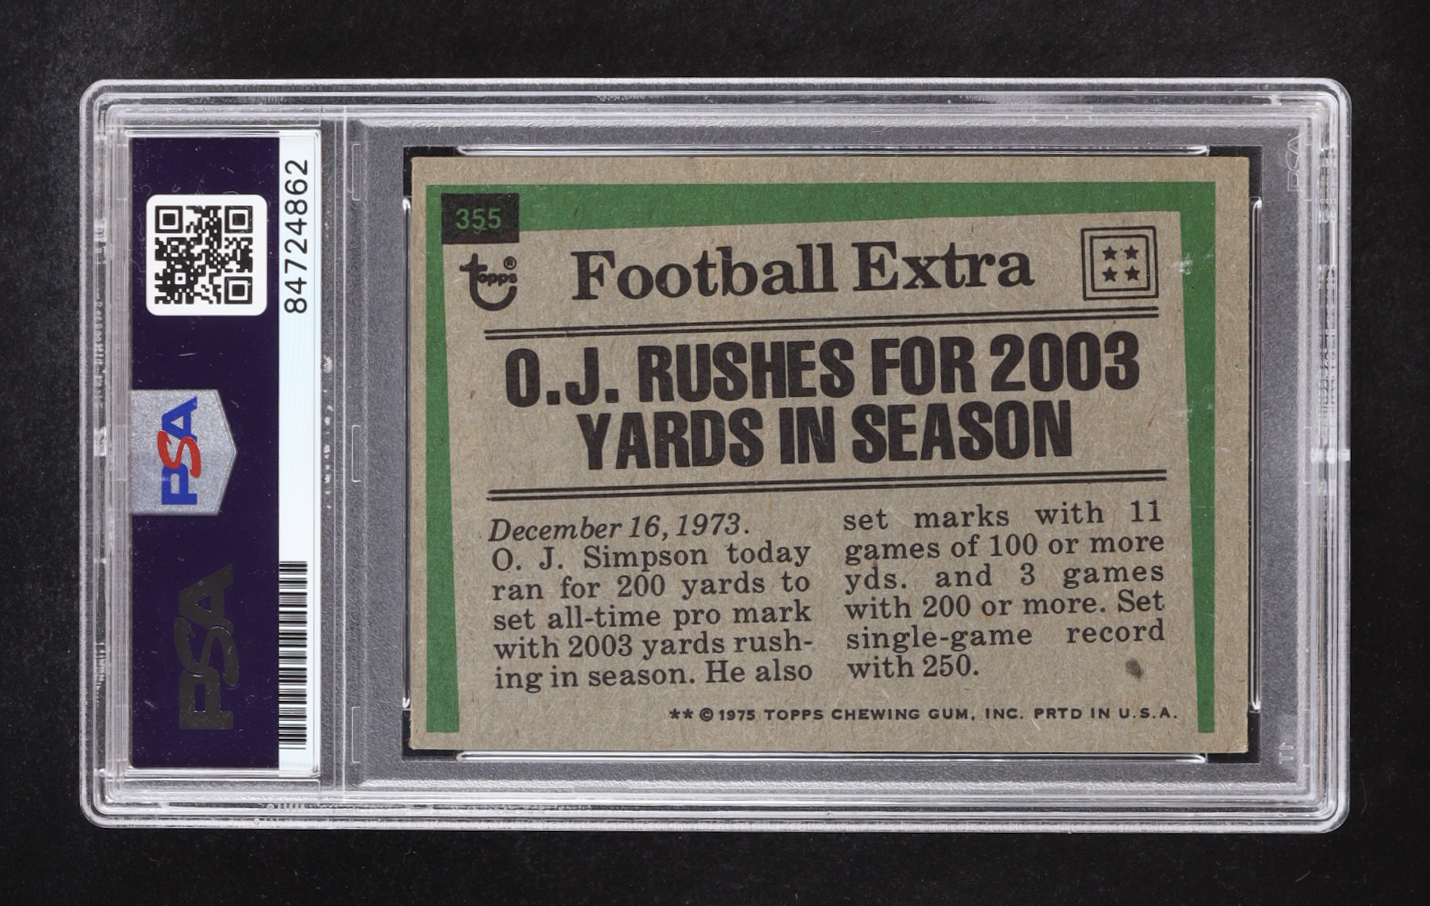 84724862
PSA
PSA
355
topps®
Football Extra
O.J. RUSHES FOR 2003
YARDS IN SEASON
December 16, 1973.
O. J. Simpson today
ran for 200 yards to
set all-time pro mark
with 2003 yards rush-
ing in season. He also
set marks with 11
games of 100 or more
yds. and 3 games
with 200 or more. Set
single-game record
with 250.
** © 1975 TOPPS CHEWING GUM, INC. PRTD IN U.S.A.
PSA